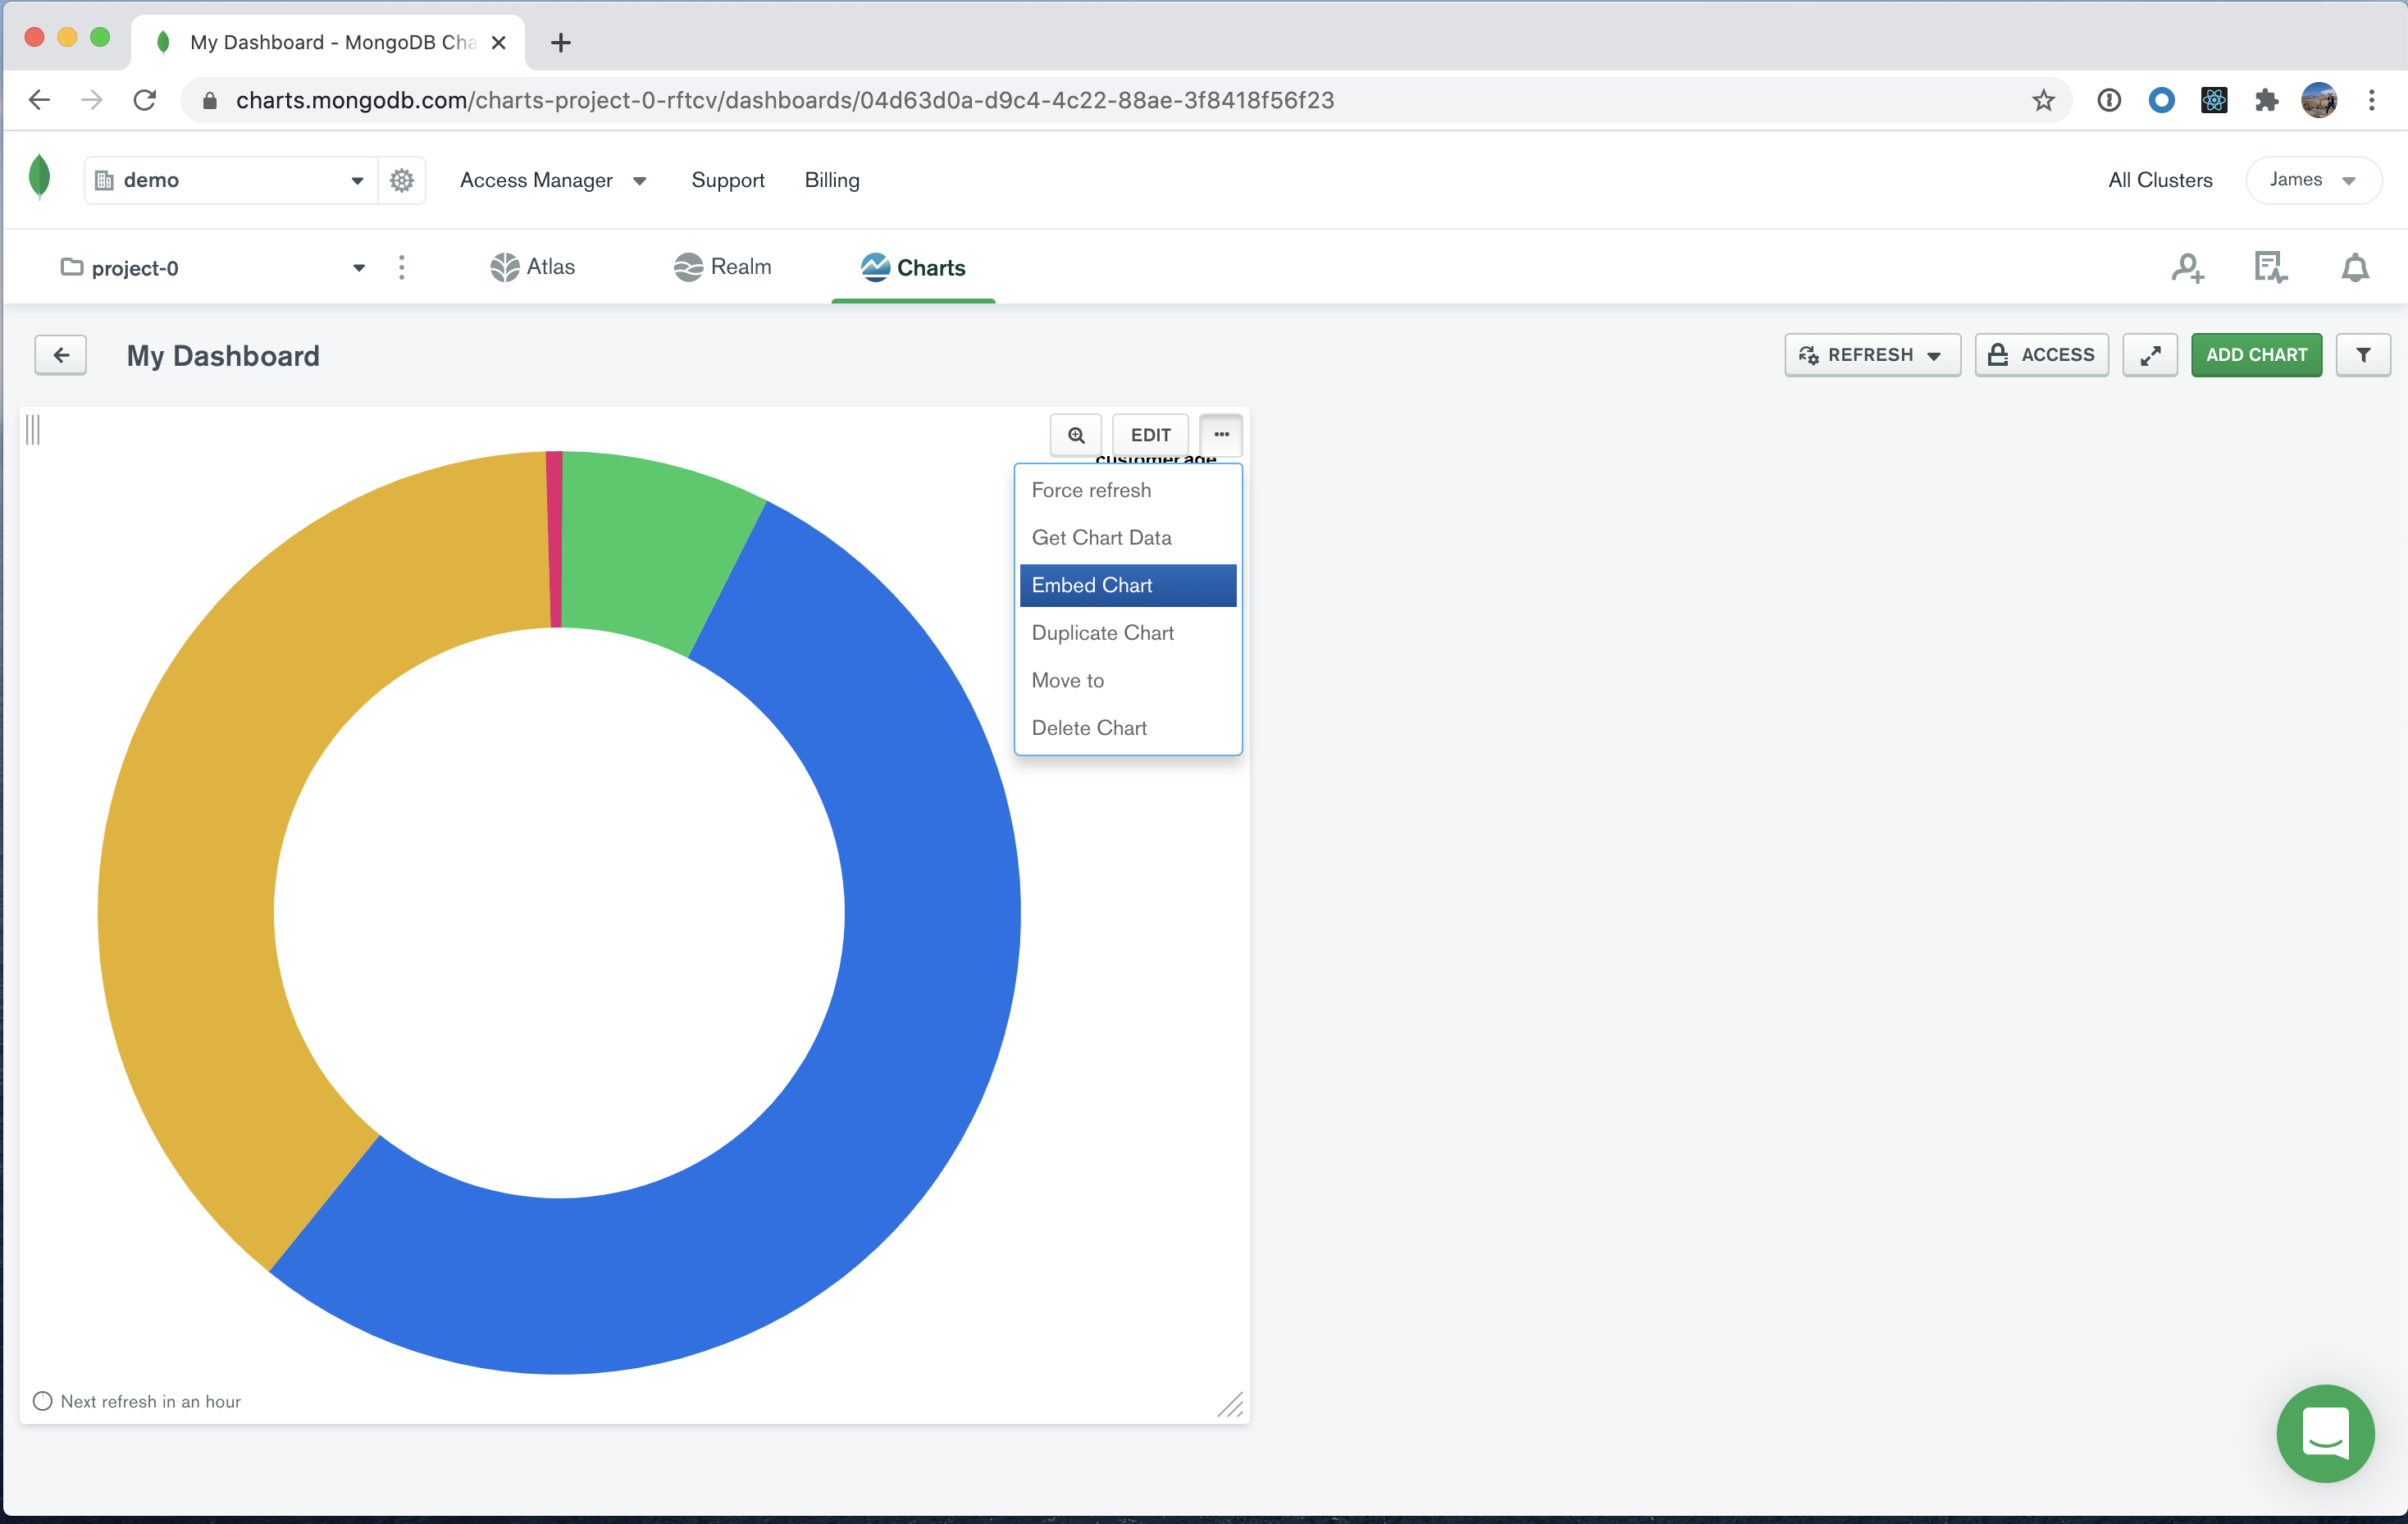 My Dashboard - MongoDB Cha
charts.mongodb.com/charts-project-0-rftcv/dashboards/04d63d0a-d9c4-4c22-88ae-3f8418f56f23
demo
Access Manager
Support
Billing
All Clusters
James
project-0
Atlas
Realm
Charts
My Dashboard
REFRESH
ACCESS
ADD CHART
EDIT
customer.age
Force refresh
Get Chart Data
Embed Chart
Duplicate Chart
Move to
Delete Chart
Next refresh in an hour